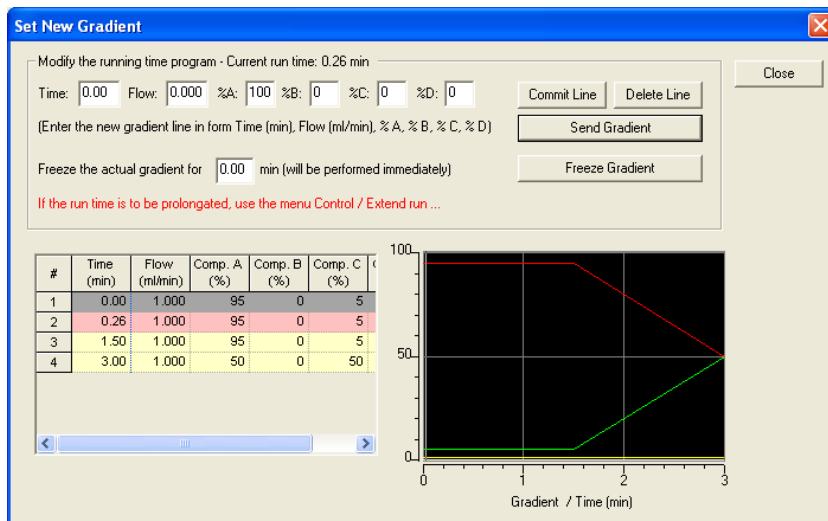 Set New Gradient
Modify the running time program - Current run time: 0.26 min
Close
Time: 0.00 Flow: 0.000 %A: 100 %B: 0 %C: 0 %D: 0
Commit Line Delete Line
(Enter the new gradient line in form Time (min), Flow (ml/min), % A, % B, % C, % D)
Send Gradient
Freeze the actual gradient for 0.00 min (will be performed immediately)
Freeze Gradient
If the run time is to be prolongated, use the menu Control / Extend run ...
# Time (min) Flow (ml/min) Comp. A (%) Comp. B (%) Comp. C (%)
1 0.00 1.000 95 0 5
2 0.26 1.000 95 0 5
3 1.50 1.000 95 0 5
4 3.00 1.000 50 0 50
100
50
0
0 1 2 3
Gradient / Time (min)